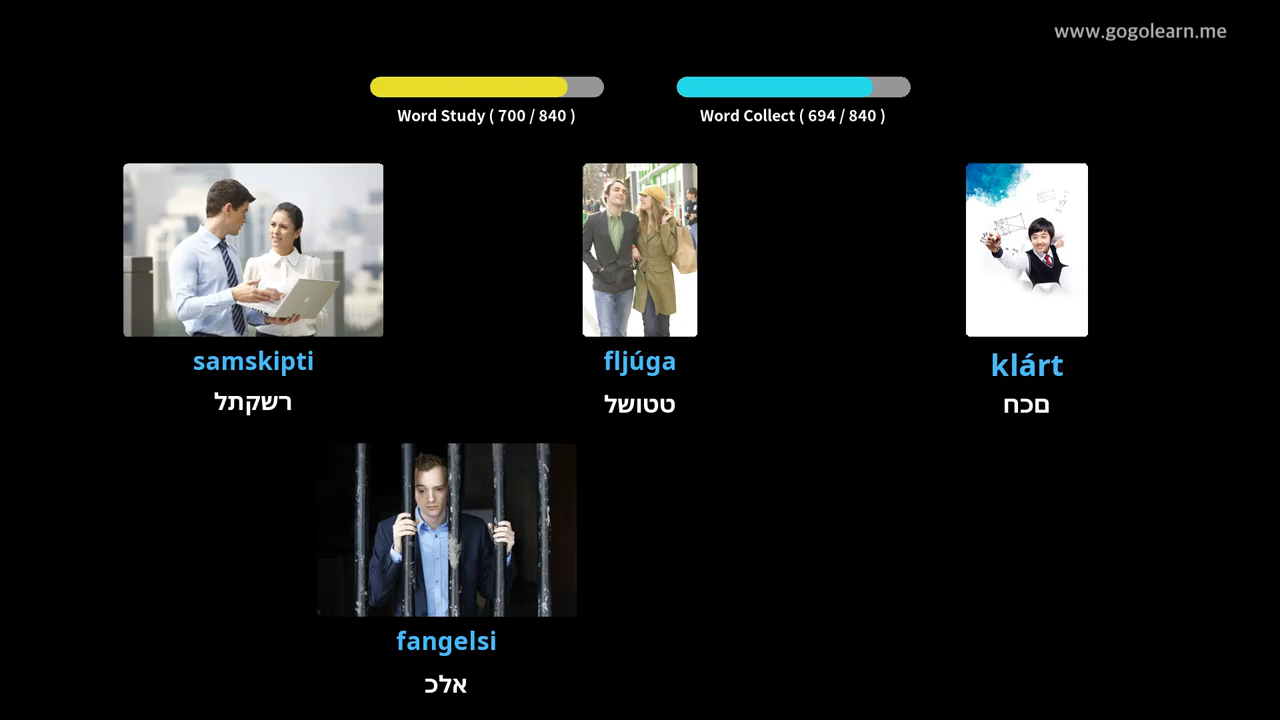 www.gogolearn.me
Word Study ( 700 / 840 )
Word Collect ( 694 / 840 )
samskipti
רשקתל
fljúga
טטושל
klárt
םכח
fangelsi
אלכ